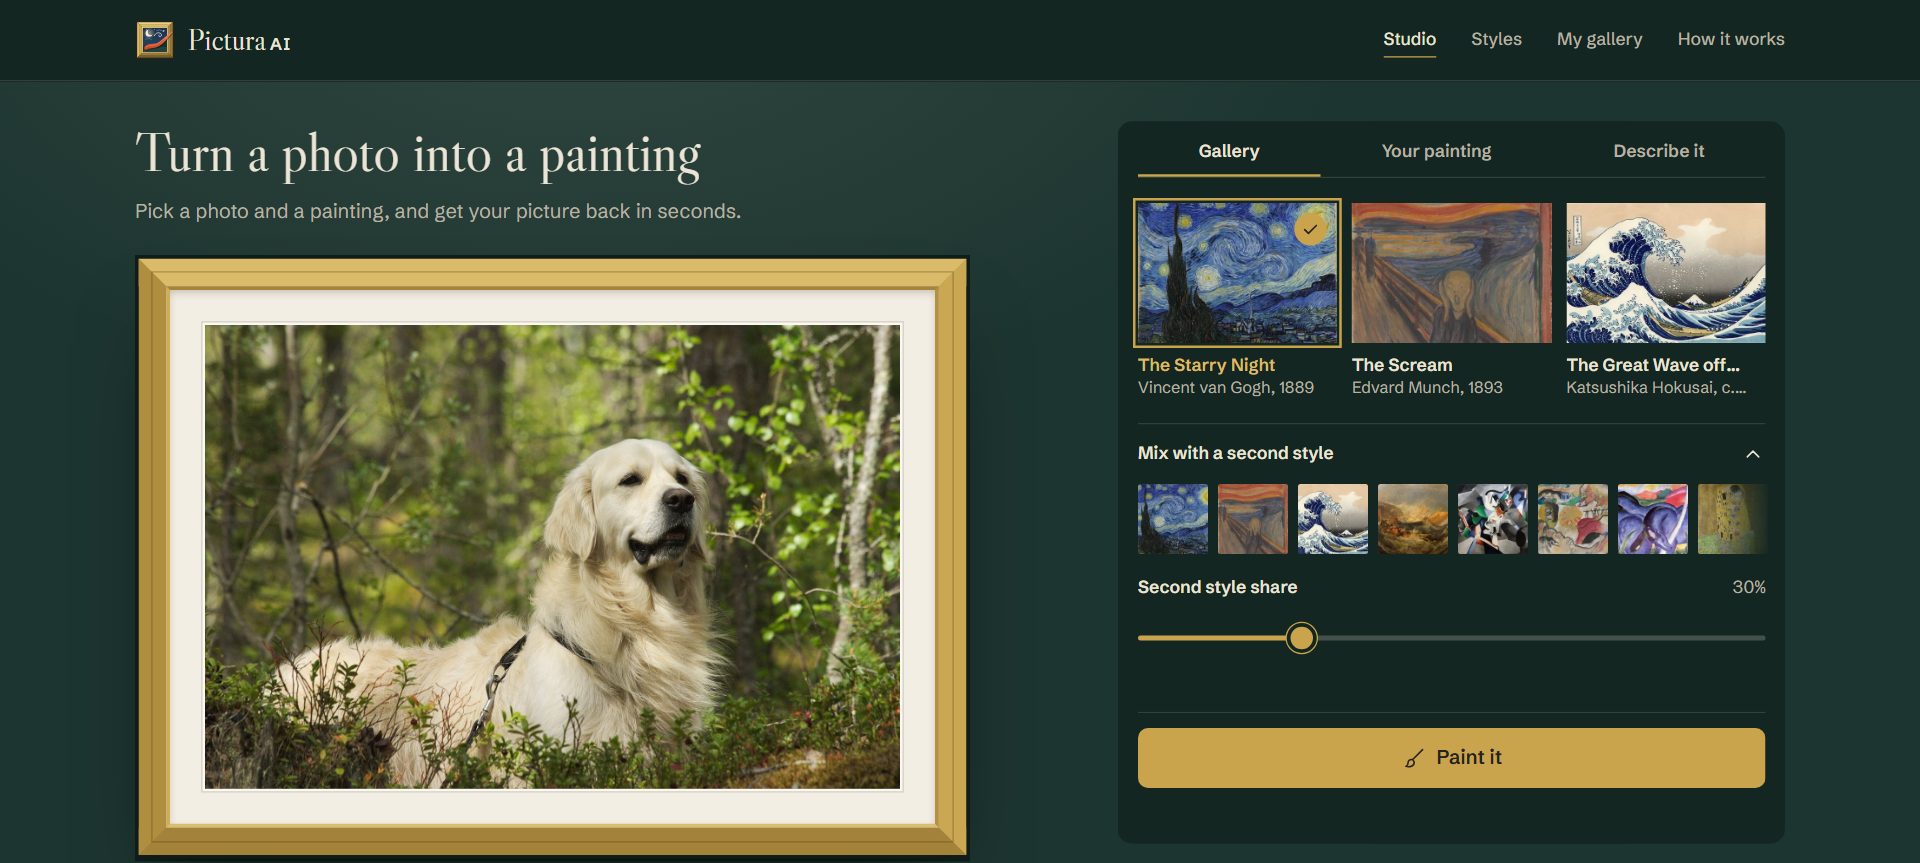 Pictura AI
Studio
Styles
My gallery
How it works
Turn a photo into a painting
Pick a photo and a painting, and get your picture back in seconds.
Gallery
Your painting
Describe it
The Starry Night
Vincent van Gogh, 1889
The Scream
Edvard Munch, 1893
The Great Wave off...
Katsushika Hokusai, c....
Mix with a second style
Second style share
30%
Paint it